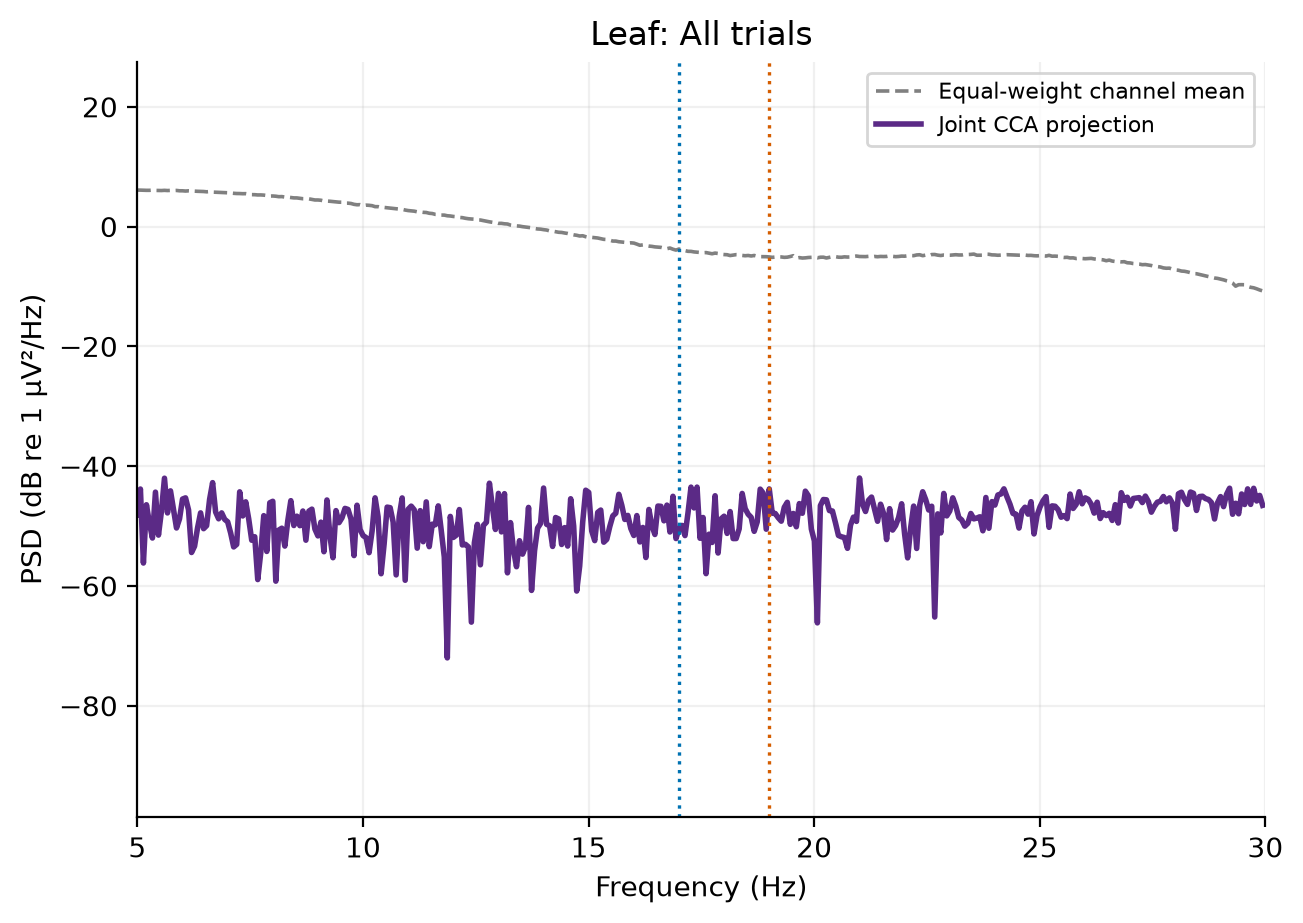 Leaf: All trials
Equal-weight channel mean
Joint CCA projection
20
0
−20
−40
−60
−80
PSD (dB re 1 µV²/Hz)
5
10
15
20
25
30
Frequency (Hz)